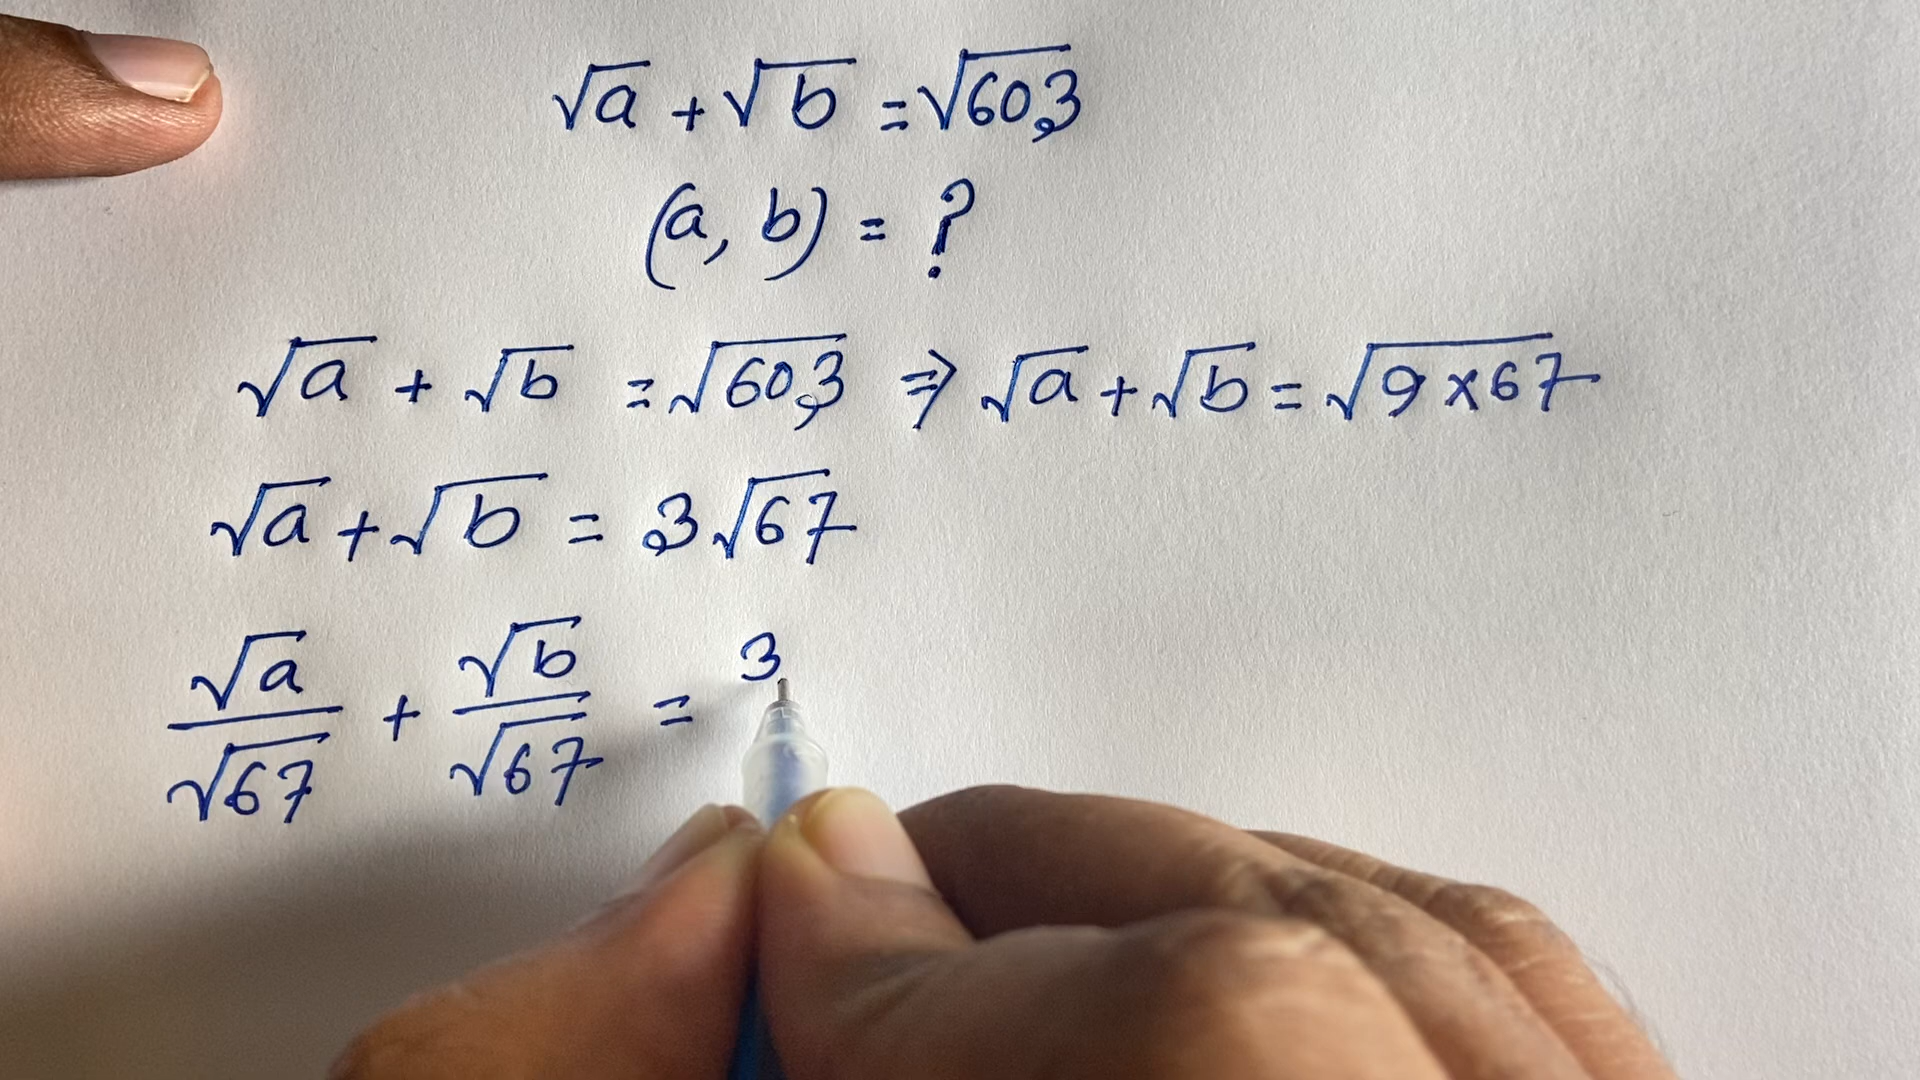 √a + √b = √603
(a, b) = ?
√a + √b = √603 ⇒ √a + √b = √9×67
√a + √b = 3√67
√a/√67 + √b/√67 = 3